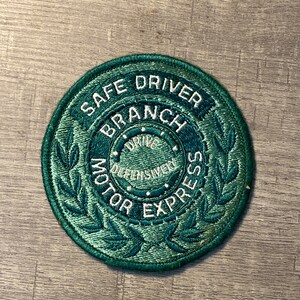 SAFE DRIVER
BRANCH
DRIVE
DEFENSIVELY
MOTOR EXPRESS